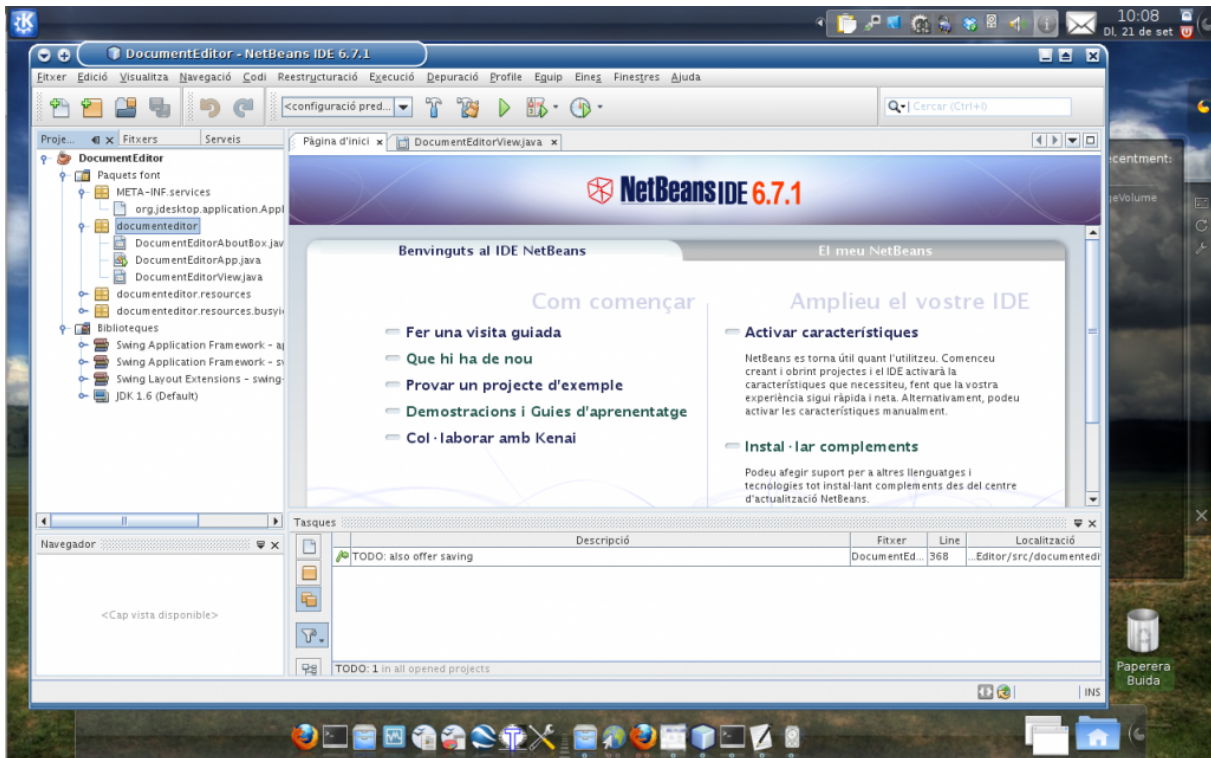 10:08
Dl, 21 de set
DocumentEditor - NetBeans IDE 6.7.1
Fitxer Edició Visualitza Navegació Codi Reestructuració Execució Depuració Profile Equip Eines Finestres Ajuda
<configuració pred...
Cercar (Ctrl+I)
Proje... Fitxers Serveis
Pàgina d'inici DocumentEditorView.java
DocumentEditor
Paquets font
META-INF.services
org.jdesktop.application.Appl
documenteditor
DocumentEditorAboutBox.jav
DocumentEditorApp.java
DocumentEditorView.java
documenteditor.resources
documenteditor.resources.busyi
Biblioteques
Swing Application Framework - a
Swing Application Framework - s
Swing Layout Extensions - swing-
JDK 1.6 (Default)
NetBeans IDE 6.7.1
Benvinguts al IDE NetBeans
El meu NetBeans
Com començar
Fer una visita guiada
Que hi ha de nou
Provar un projecte d'exemple
Demostracions i Guies d'aprenentatge
Col·laborar amb Kenai
Amplieu el vostre IDE
Activar característiques
NetBeans es torna útil quant l'utilitzeu. Comenceu
creant i obrint projectes i el IDE activarà la
característiques que necessiteu, fent que la vostra
experiència sigui ràpida i neta. Alternativament, podeu
activar les característiques manualment.
Instal·lar complements
Podeu afegir suport per a altres llenguatges i
tecnologies tot instal·lant complements des del centre
d'actualització NetBeans.
ecentment:
geVolume
Navegador
<Cap vista disponible>
Tasques
Descripció Fitxer Line Localització
TODO: also offer saving DocumentEd... 368 ...Editor/src/documentedi
TODO: 1 in all opened projects
INS
Paperera
Buida